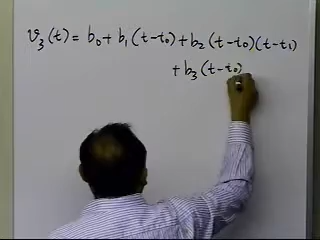 v₃(t) = b₀ + b₁(t-t₀) + b₂(t-t₀)(t-t₁)
+ b₃(t-t₀)